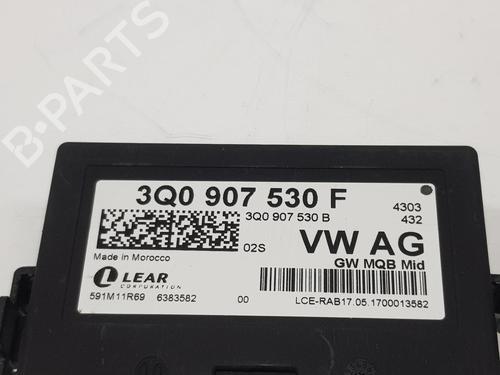 B-PARTS
3Q0 907 530 F
3Q0 907 530 B
4303
432
02S
VW AG
GW MQB Mid
Made in Morocco
LEAR
CORPORATION
591M11R69 6383582 00 LCE-RAB17.05.1700013582